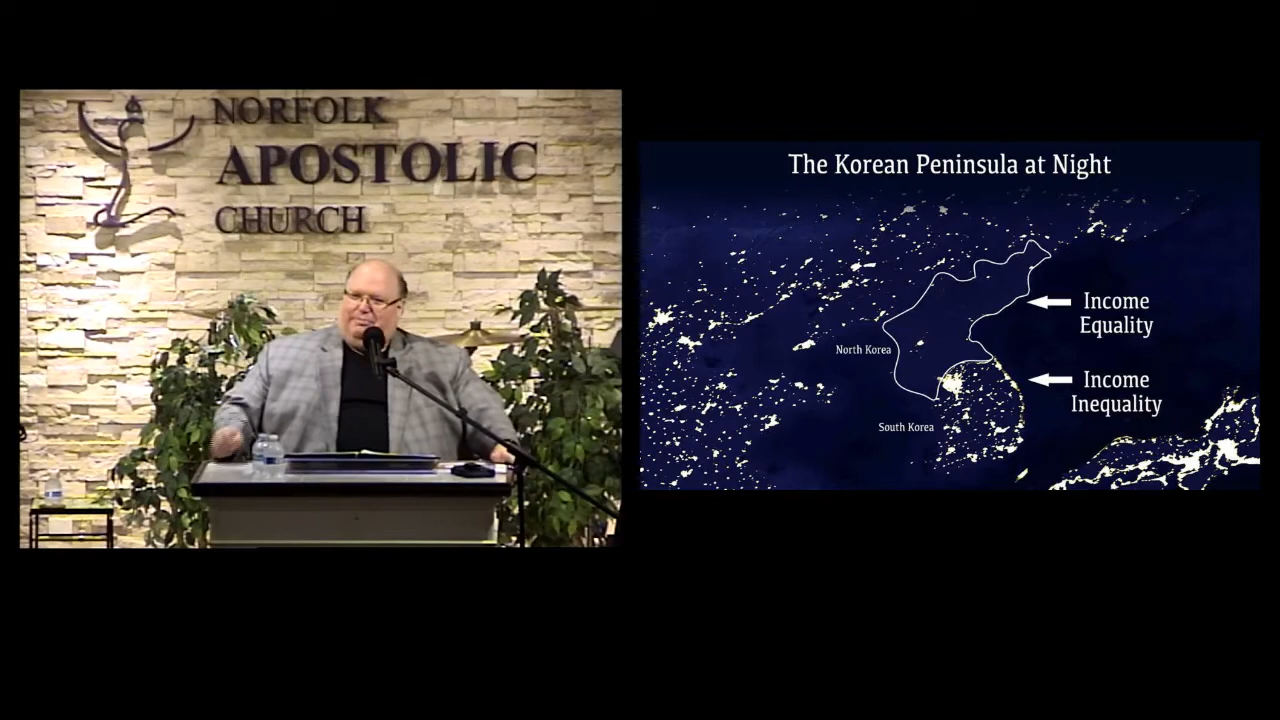 NORFOLK
APOSTOLIC
CHURCH
The Korean Peninsula at Night
Income
Equality
North Korea
Income
Inequality
South Korea